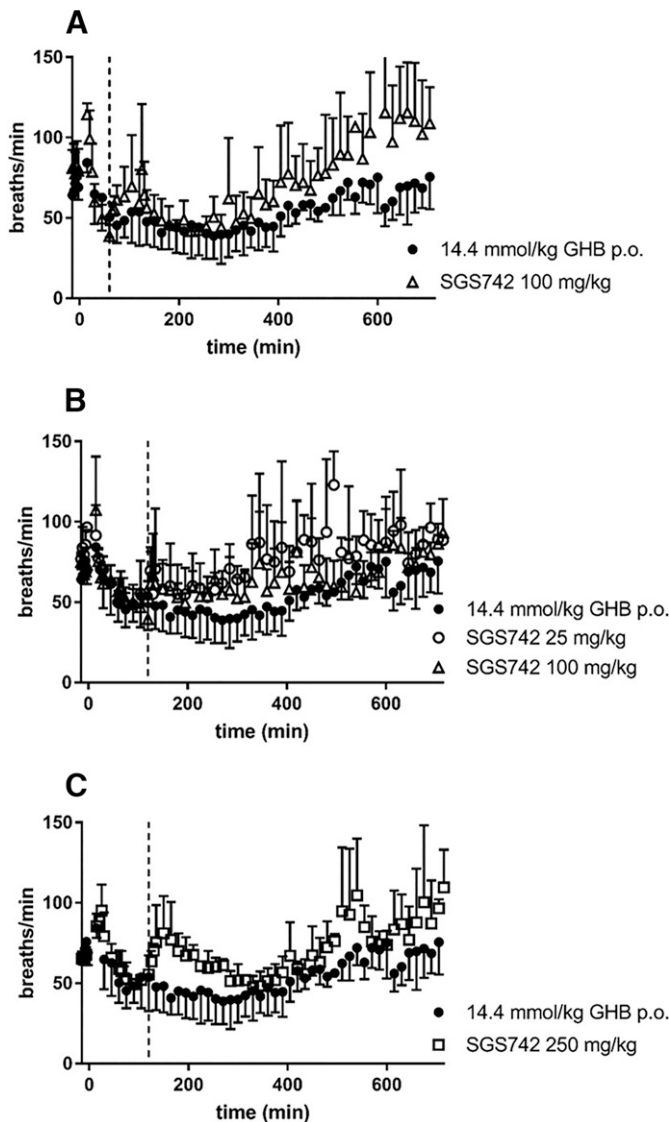 A
150
100
50
0
breaths/min
0 200 400 600
time (min)
14.4 mmol/kg GHB p.o.
SGS742 100 mg/kg
B
150
100
50
0
breaths/min
0 200 400 600
time (min)
14.4 mmol/kg GHB p.o.
SGS742 25 mg/kg
SGS742 100 mg/kg
C
150
100
50
0
breaths/min
0 200 400 600
time (min)
14.4 mmol/kg GHB p.o.
SGS742 250 mg/kg